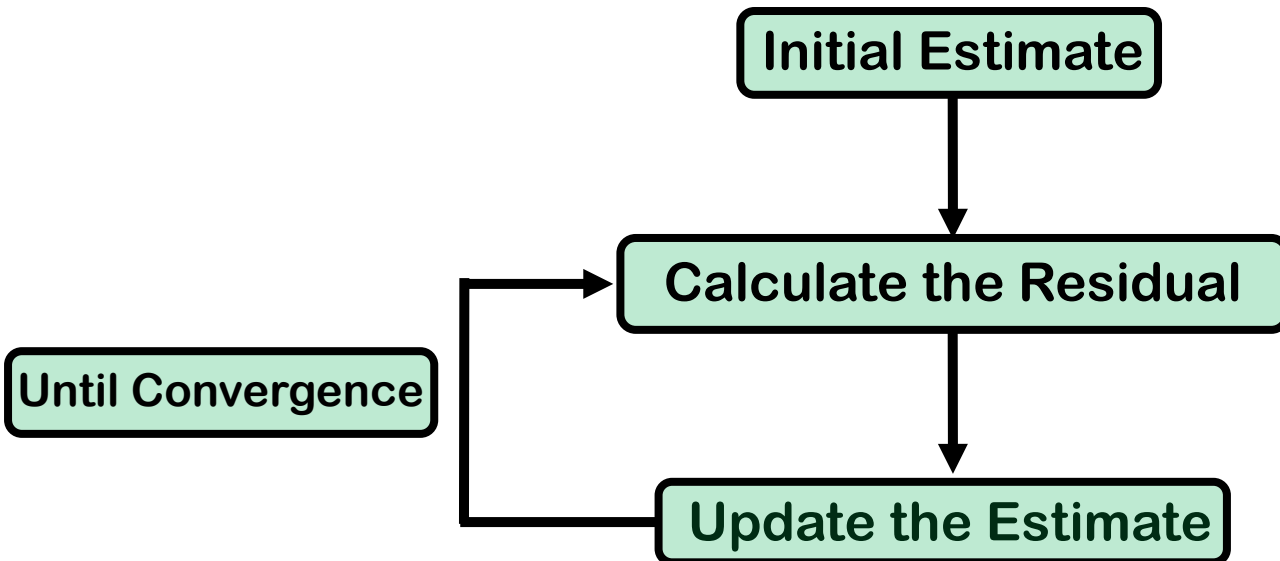 Initial Estimate
Calculate the Residual
Until Convergence
Update the Estimate